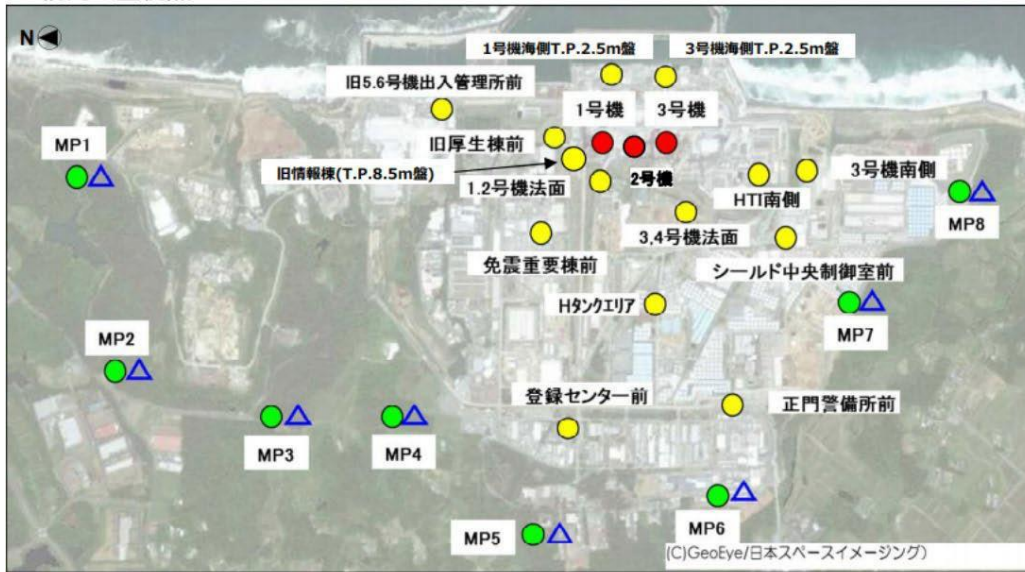 N
1号機海側T.P.2.5m盤
3号機海側T.P.2.5m盤
旧5.6号機出入管理所前
1号機
3号機
MP1
旧厚生棟前
旧情報棟(T.P.8.5m盤)
1.2号機法面
2号機
HTI南側
3号機南側
MP8
3.4号機法面
免震重要棟前
シールド中央制御室前
Hタンクエリア
MP7
MP2
登録センター前
正門警備所前
MP3
MP4
MP5
MP6
(C)GeoEye/日本スペースイメージング)